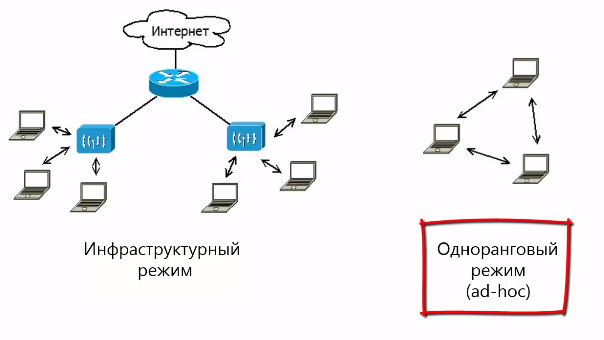 Интернет
Инфраструктурный
режим
Одноранговый
режим
(ad-hoc)